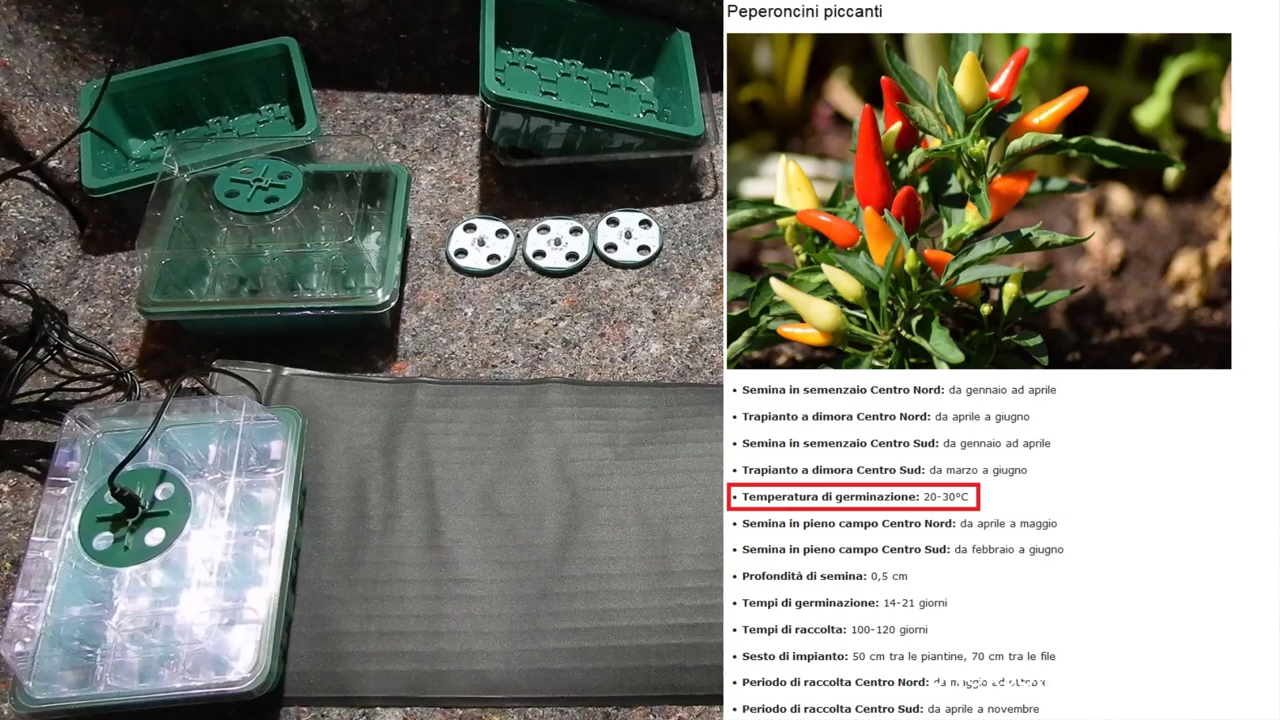 Peperoncini piccanti
• Semina in semenzaio Centro Nord: da gennaio ad aprile
• Trapianto a dimora Centro Nord: da aprile a giugno
• Semina in semenzaio Centro Sud: da gennaio ad aprile
• Trapianto a dimora Centro Sud: da marzo a giugno
• Temperatura di germinazione: 20-30°C
• Semina in pieno campo Centro Nord: da aprile a maggio
• Semina in pieno campo Centro Sud: da febbraio a giugno
• Profondità di semina: 0,5 cm
• Tempi di germinazione: 14-21 giorni
• Tempi di raccolta: 100-120 giorni
• Sesto di impianto: 50 cm tra le piantine, 70 cm tra le file
• Periodo di raccolta Centro Nord: da maggio ad ottobre
• Periodo di raccolta Centro Sud: da aprile a novembre